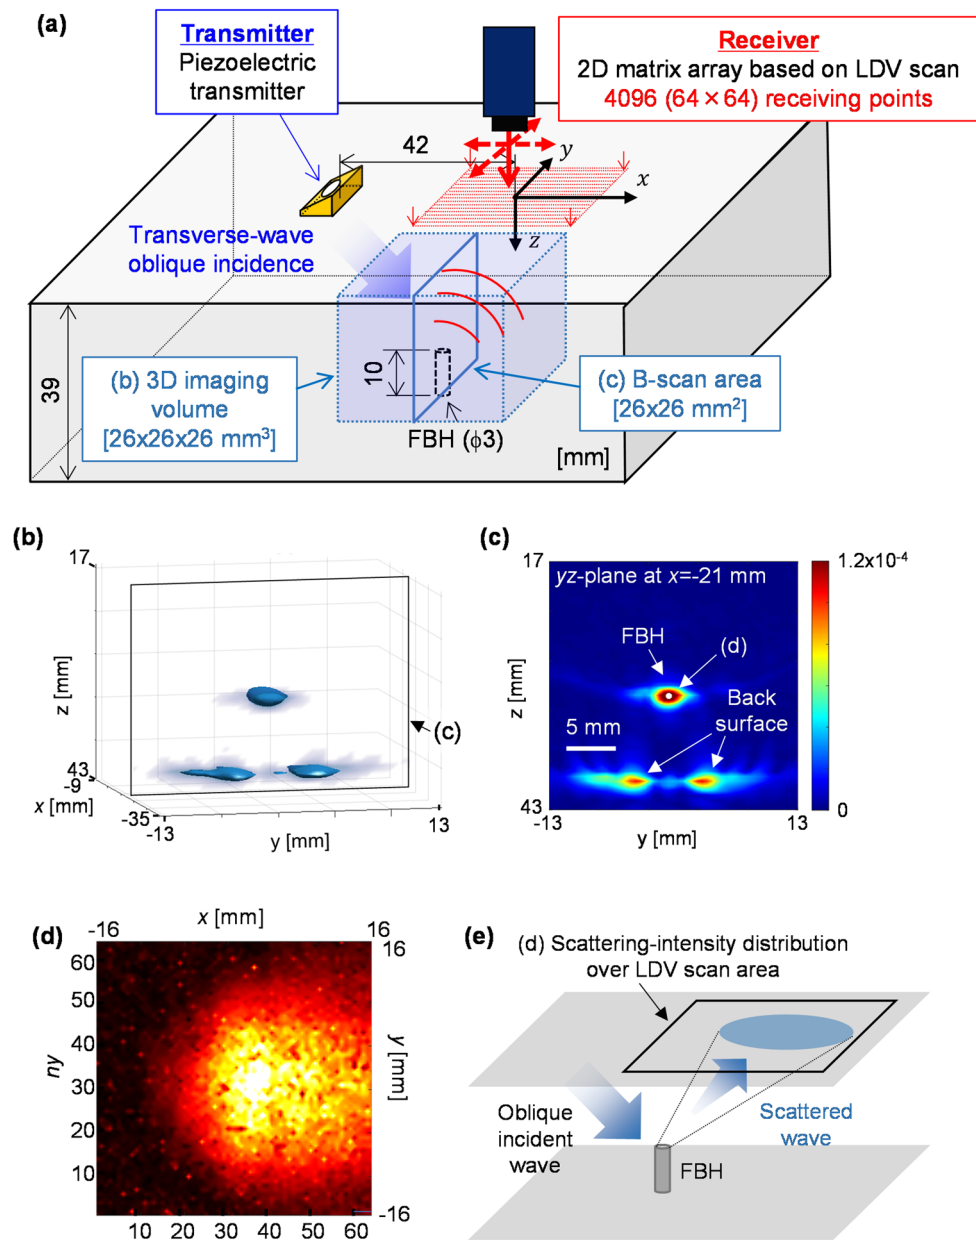 (a)
Transmitter
Piezoelectric
transmitter
Receiver
2D matrix array based on LDV scan
4096 (64×64) receiving points
42
y
x
z
Transverse-wave
oblique incidence
39
10
(b) 3D imaging
volume
[26x26x26 mm³]
(c) B-scan area
[26x26 mm²]
FBH (ϕ3)
[mm]
(b)
17
z [mm]
43
-9
x [mm]
-35
-13
y [mm]
13
(c)
(c)
17
yz-plane at x=-21 mm
FBH
(d)
z [mm]
5 mm
Back
surface
43
-13
y [mm]
13
1.2x10⁻⁴
0
(d)
x [mm]
-16
16
16
60
50
40
30
20
10
ny
y [mm]
-16
10 20 30 40 50 60
(e)
(d) Scattering-intensity distribution
over LDV scan area
Oblique
incident
wave
Scattered
wave
FBH